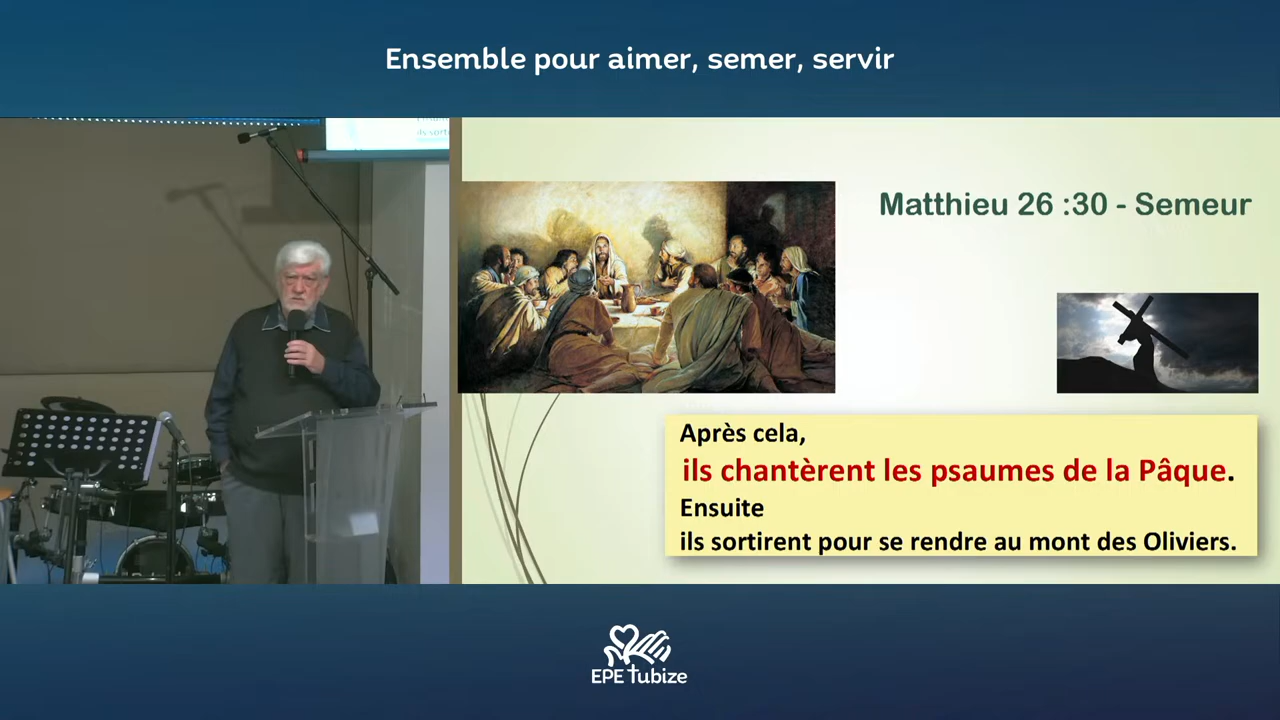 Ensemble pour aimer, semer, servir
Matthieu 26 :30 - Semeur
Après cela,
ils chantèrent les psaumes de la Pâque.
Ensuite
ils sortirent pour se rendre au mont des Oliviers.
EPE Tubize